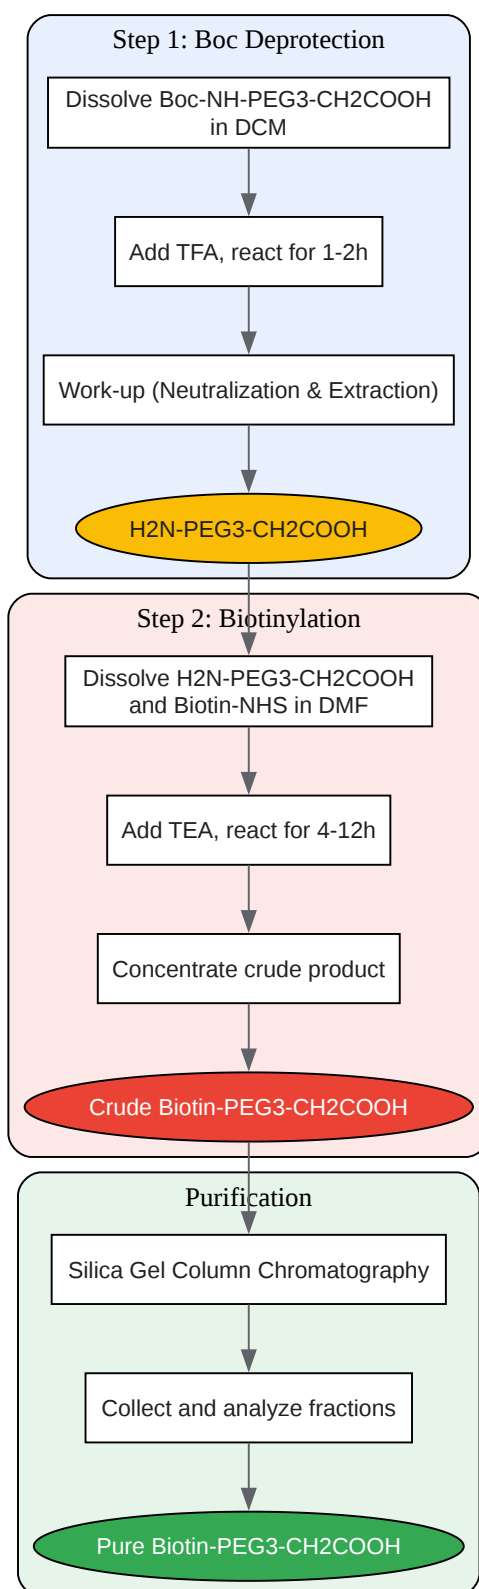 Step 1: Boc Deprotection
Dissolve Boc-NH-PEG3-CH2COOH
in DCM
Add TFA, react for 1-2h
Work-up (Neutralization & Extraction)
H2N-PEG3-CH2COOH
Step 2: Biotinylation
Dissolve H2N-PEG3-CH2COOH
and Biotin-NHS in DMF
Add TEA, react for 4-12h
Concentrate crude product
Crude Biotin-PEG3-CH2COOH
Purification
Silica Gel Column Chromatography
Collect and analyze fractions
Pure Biotin-PEG3-CH2COOH